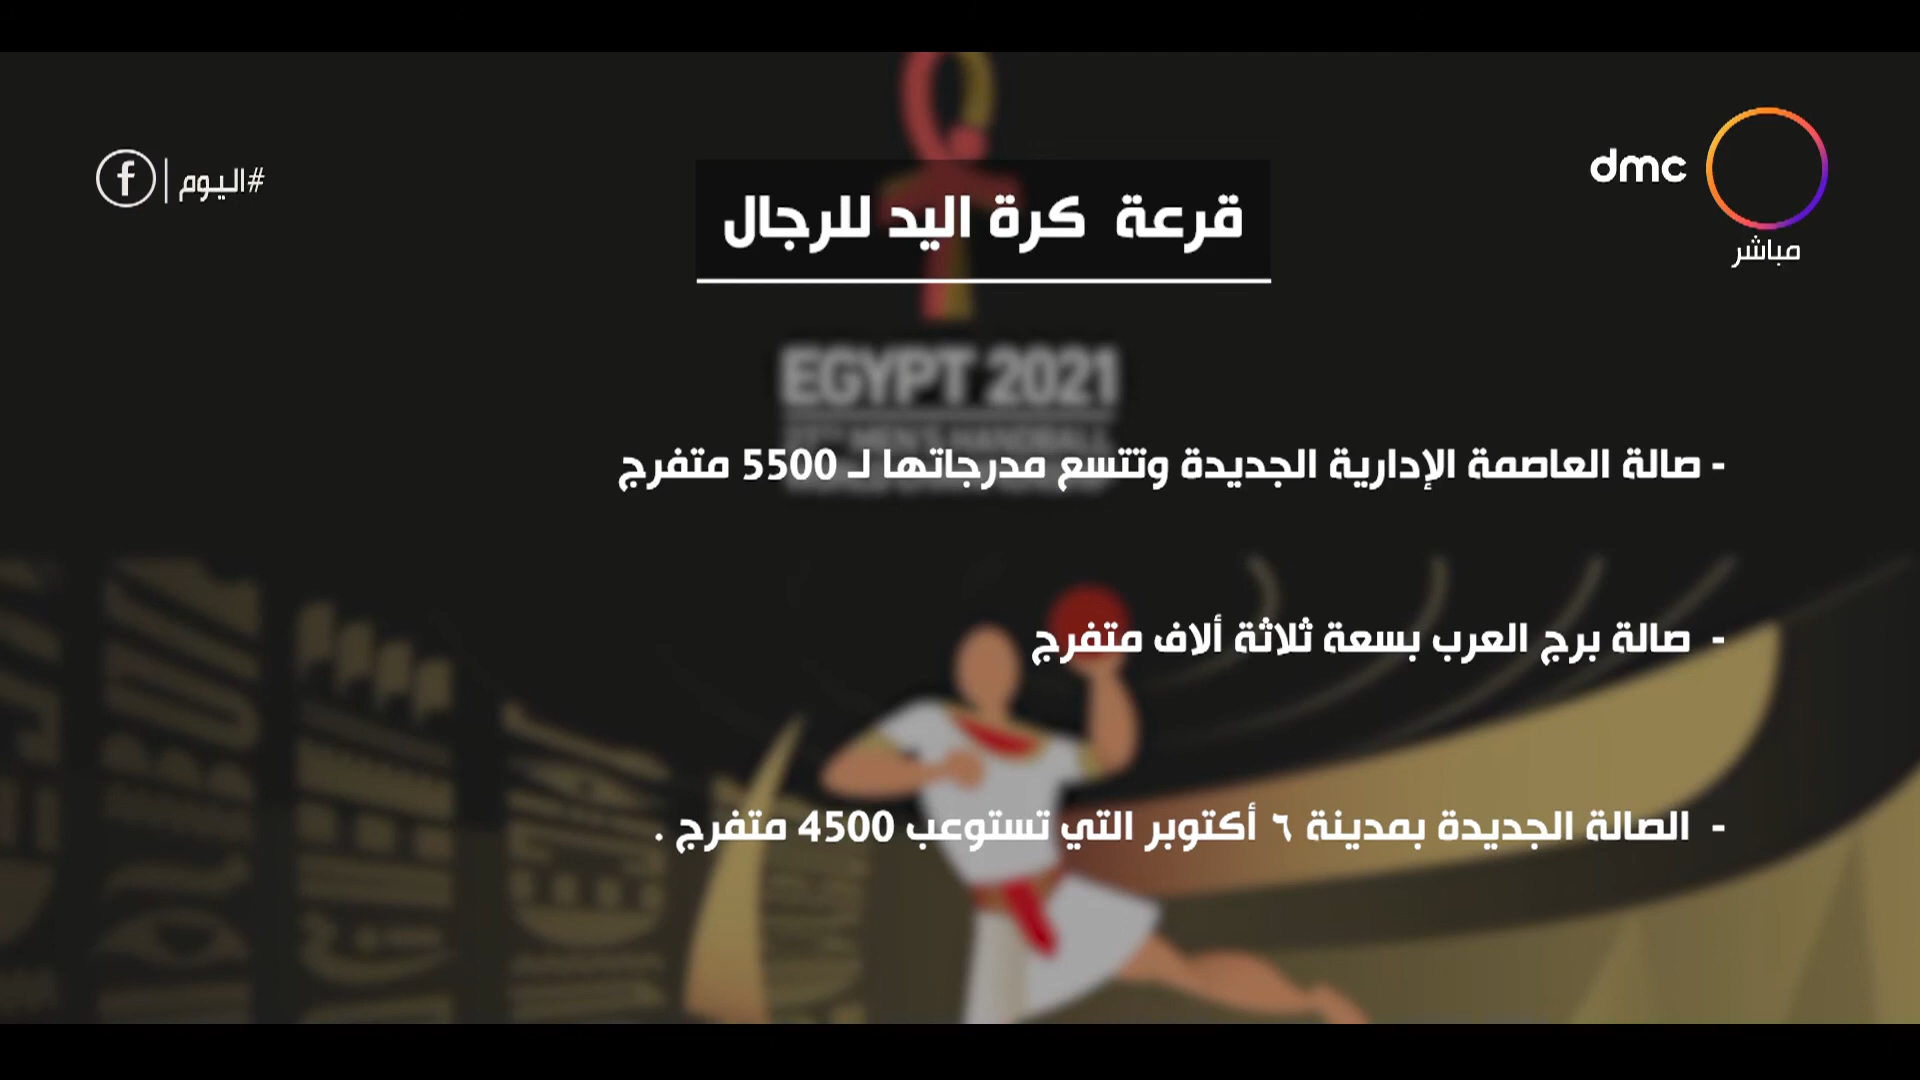 #اليوم
dmc
مباشر
قرعة كرة اليد للرجال
EGYPT 2021
- صالة العاصمة الإدارية الجديدة وتتسع مدرجاتها لـ 5500 متفرج
- صالة برج العرب بسعة ثلاثة ألاف متفرج
- الصالة الجديدة بمدينة ٦ أكتوبر التي تستوعب 4500 متفرج .